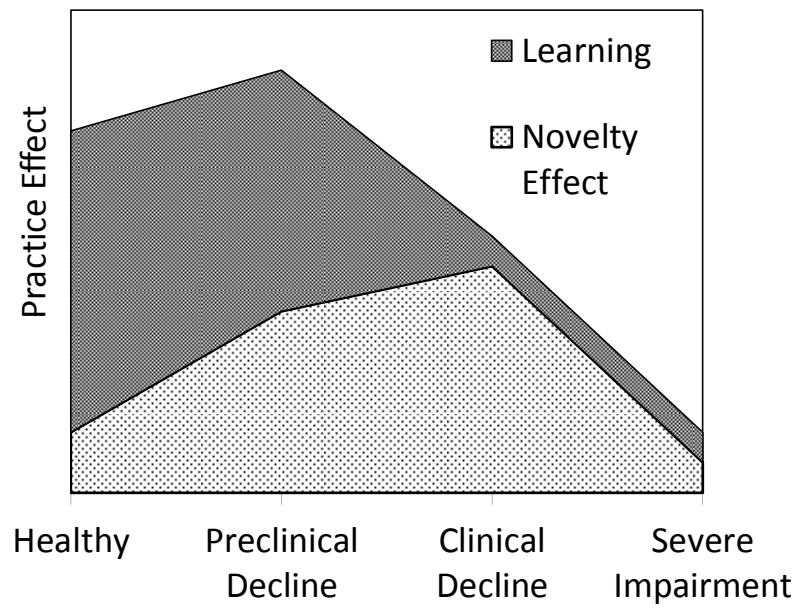 Learning
Novelty
Effect
Practice Effect
Healthy
Preclinical
Decline
Clinical
Decline
Severe
Impairment